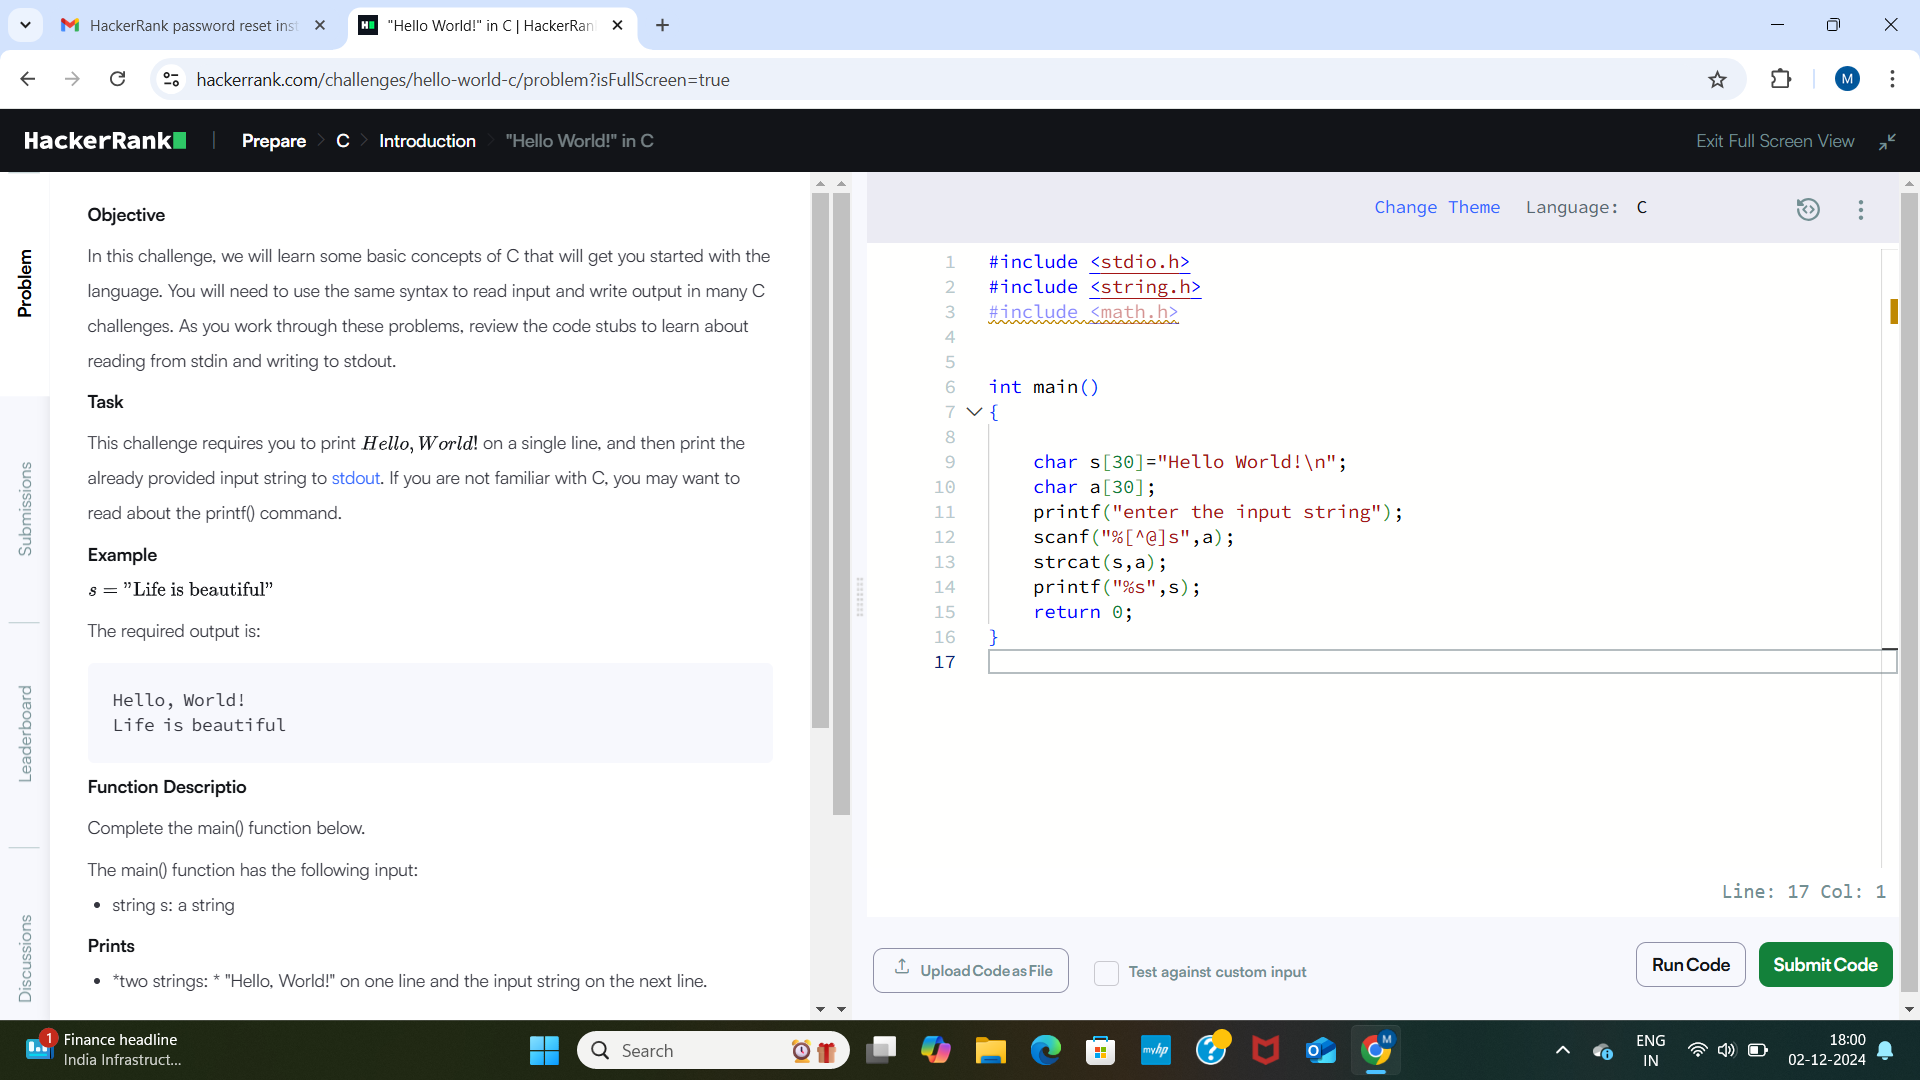 HackerRank password reset inst
"Hello World!" in C | HackerRan
hackerrank.com/challenges/hello-world-c/problem?isFullScreen=true
M
HackerRank
Prepare
C
Introduction
"Hello World!" in C
Exit Full Screen View
Problem
Submissions
Leaderboard
Discussions
Objective
In this challenge, we will learn some basic concepts of C that will get you started with the
language. You will need to use the same syntax to read input and write output in many C
challenges. As you work through these problems, review the code stubs to learn about
reading from stdin and writing to stdout.
Task
This challenge requires you to print Hello, World! on a single line, and then print the
already provided input string to stdout. If you are not familiar with C, you may want to
read about the printf() command.
Example
s = "Life is beautiful"
The required output is:
Hello, World!
Life is beautiful
Function Descriptio
Complete the main() function below.
The main() function has the following input:
• string s: a string
Prints
• *two strings: * "Hello, World!" on one line and the input string on the next line.
Change Theme Language: C
1 #include <stdio.h>
2 #include <string.h>
3 #include <math.h>
4
5
6 int main()
7 {
8
9 char s[30]="Hello World!\n";
10 char a[30];
11 printf("enter the input string");
12 scanf("%[^@]s",a);
13 strcat(s,a);
14 printf("%s",s);
15 return 0;
16 }
17
Line: 17 Col: 1
Upload Code as File
Test against custom input
Run Code
Submit Code
1
Finance headline
India Infrastruct...
Search
myhp
M
ENG
IN
18:00
02-12-2024